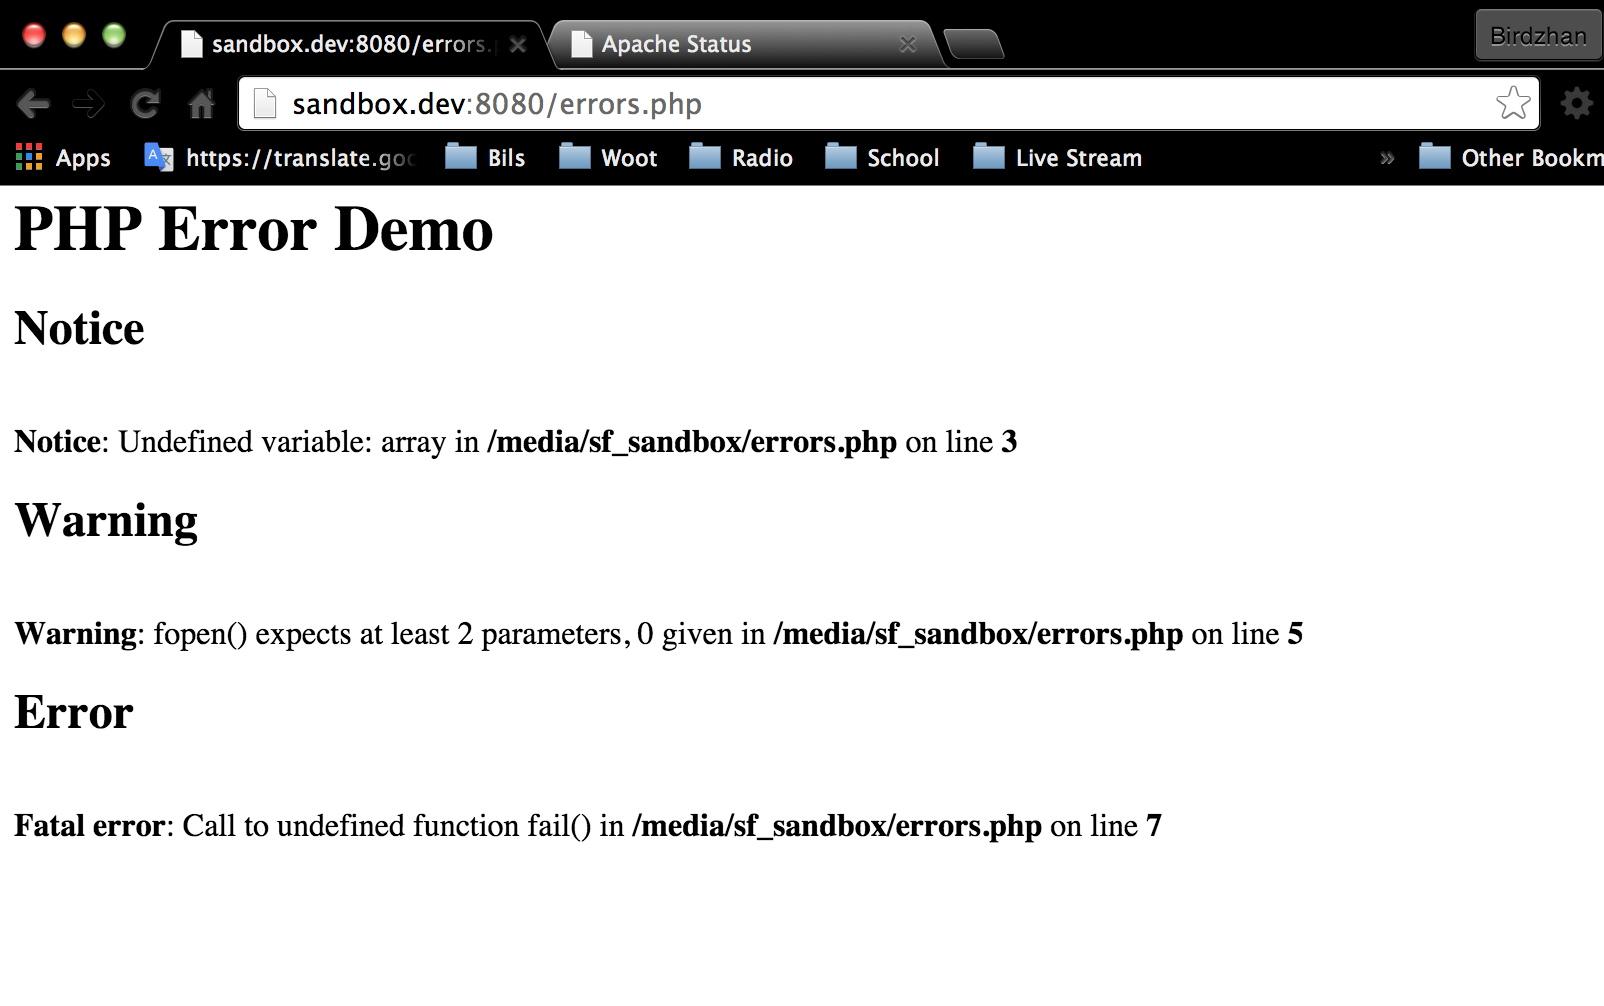 sandbox.dev:8080/errors. Apache Status Birdzhan
sandbox.dev:8080/errors.php
Apps https://translate.goo Bils Woot Radio School Live Stream » Other Bookm
PHP Error Demo
Notice
Notice: Undefined variable: array in /media/sf_sandbox/errors.php on line 3
Warning
Warning: fopen() expects at least 2 parameters, 0 given in /media/sf_sandbox/errors.php on line 5
Error
Fatal error: Call to undefined function fail() in /media/sf_sandbox/errors.php on line 7